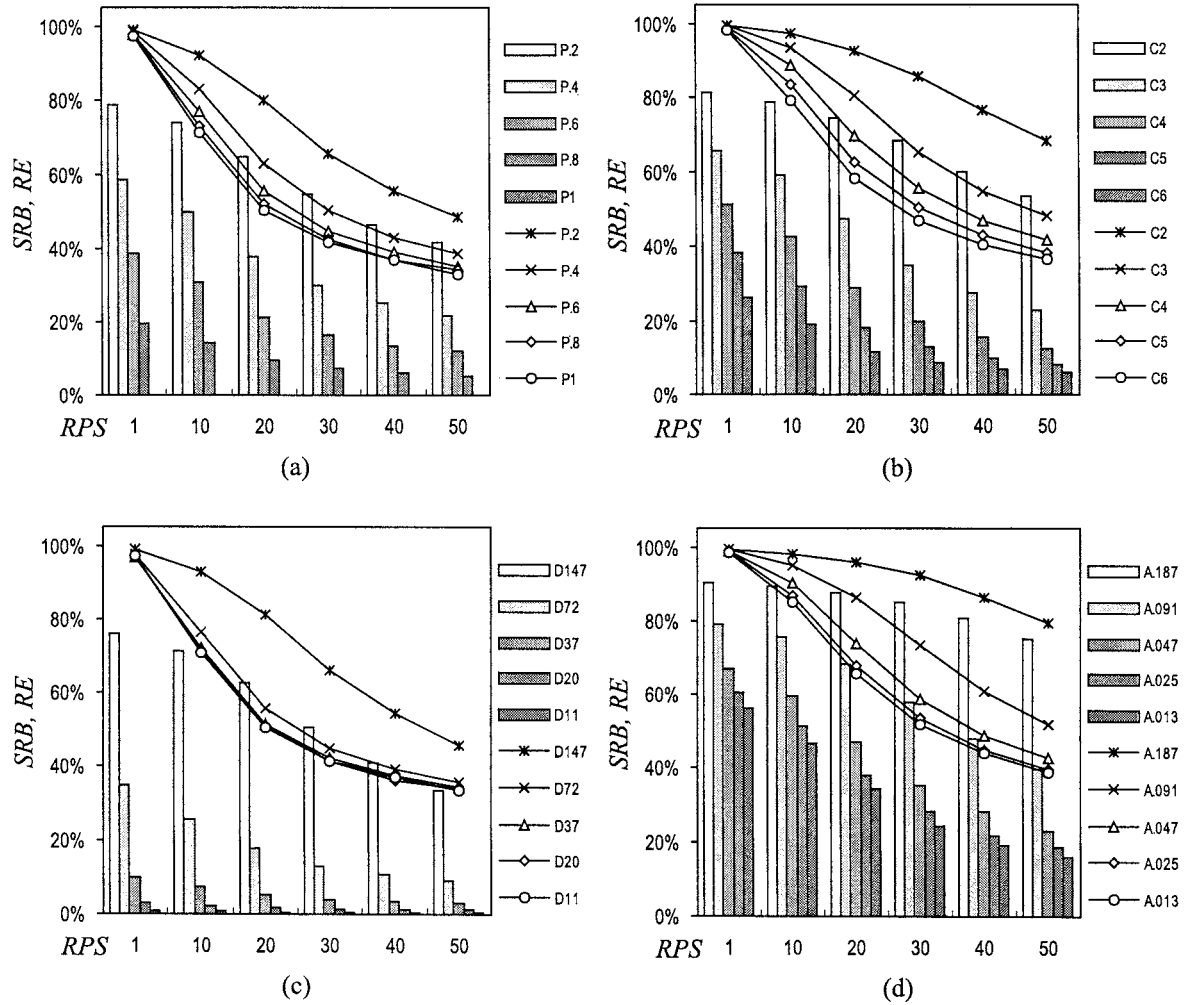 100%
80%
60%
40%
20%
0%
SRB, RE
RPS 1 10 20 30 40 50
P.2
P.4
P.6
P.8
P1
P.2
P.4
P.6
P.8
P1
(a)
100%
80%
60%
40%
20%
0%
SRB, RE
RPS 1 10 20 30 40 50
C2
C3
C4
C5
C6
C2
C3
C4
C5
C6
(b)
100%
80%
60%
40%
20%
0%
SRB, RE
RPS 1 10 20 30 40 50
D147
D72
D37
D20
D11
D147
D72
D37
D20
D11
(c)
100%
80%
60%
40%
20%
0%
SRB, RE
RPS 1 10 20 30 40 50
A.187
A.091
A.047
A.025
A.013
A.187
A.091
A.047
A.025
A.013
(d)